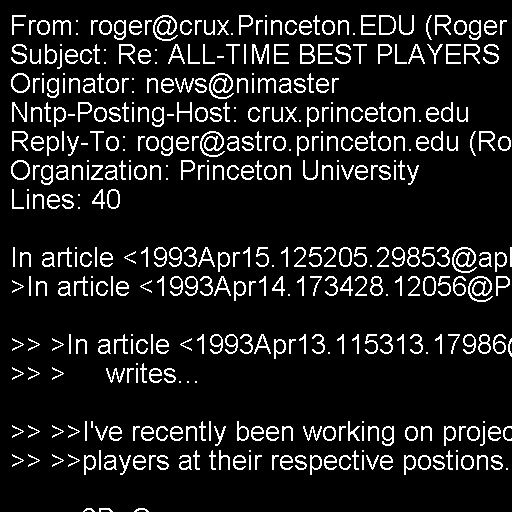 From: roger@crux.Princeton.EDU (Roger
Subject: Re: ALL-TIME BEST PLAYERS
Originator: news@nimaster
Nntp-Posting-Host: crux.princeton.edu
Reply-To: roger@astro.princeton.edu (Ro
Organization: Princeton University
Lines: 40

In article <1993Apr15.125205.29853@apl
>In article <1993Apr14.173428.12056@P

>> >In article <1993Apr13.115313.17986@
>> >     writes...

>> >>I've recently been working on projec
>> >>players at their respective postions.